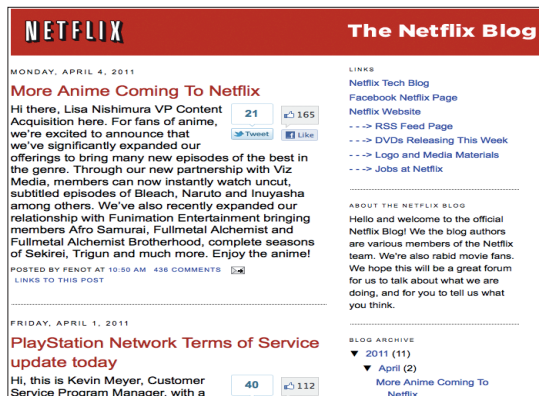 NETFLIX
The Netflix Blog
MONDAY, APRIL 4, 2011
More Anime Coming To Netflix
Hi there, Lisa Nishimura VP Content
Acquisition here. For fans of anime,
we're excited to announce that
we've significantly expanded our
offerings to bring many new episodes of the best in
the genre. Through our new partnership with Viz
Media, members can now instantly watch uncut,
subtitled episodes of Bleach, Naruto and Inuyasha
among others. We've also recently expanded our
relationship with Funimation Entertainment bringing
members Afro Samurai, Fullmetal Alchemist and
Fullmetal Alchemist Brotherhood, complete seasons
of Sekirei, Trigun and much more. Enjoy the anime!
21
Tweet
165
Like
POSTED BY FENOT AT 10:50 AM 436 COMMENTS
LINKS TO THIS POST
FRIDAY, APRIL 1, 2011
PlayStation Network Terms of Service
update today
Hi, this is Kevin Meyer, Customer
Service Program Manager, with a
40
112
LINKS
Netflix Tech Blog
Facebook Netflix Page
Netflix Website
- - -> RSS Feed Page
- - -> DVDs Releasing This Week
- - -> Logo and Media Materials
- - -> Jobs at Netflix
ABOUT THE NETFLIX BLOG
Hello and welcome to the official
Netflix Blog! We the blog authors
are various members of the Netflix
team. We're also rabid movie fans.
We hope this will be a great forum
for us to talk about what we are
doing, and for you to tell us what
you think.
BLOG ARCHIVE
▼ 2011 (11)
▼ April (2)
More Anime Coming To
Netflix